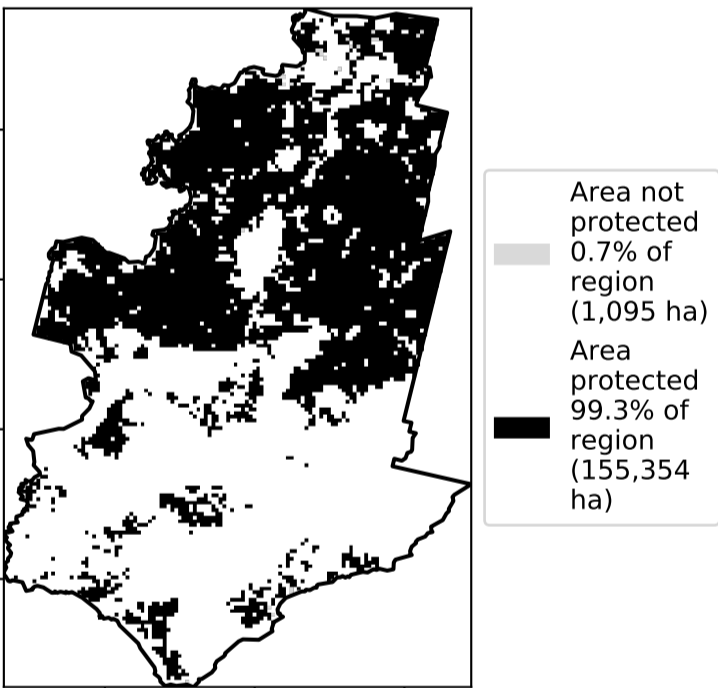 Area not
protected
0.7% of
region
(1,095 ha)
Area
protected
99.3% of
region
(155,354
ha)